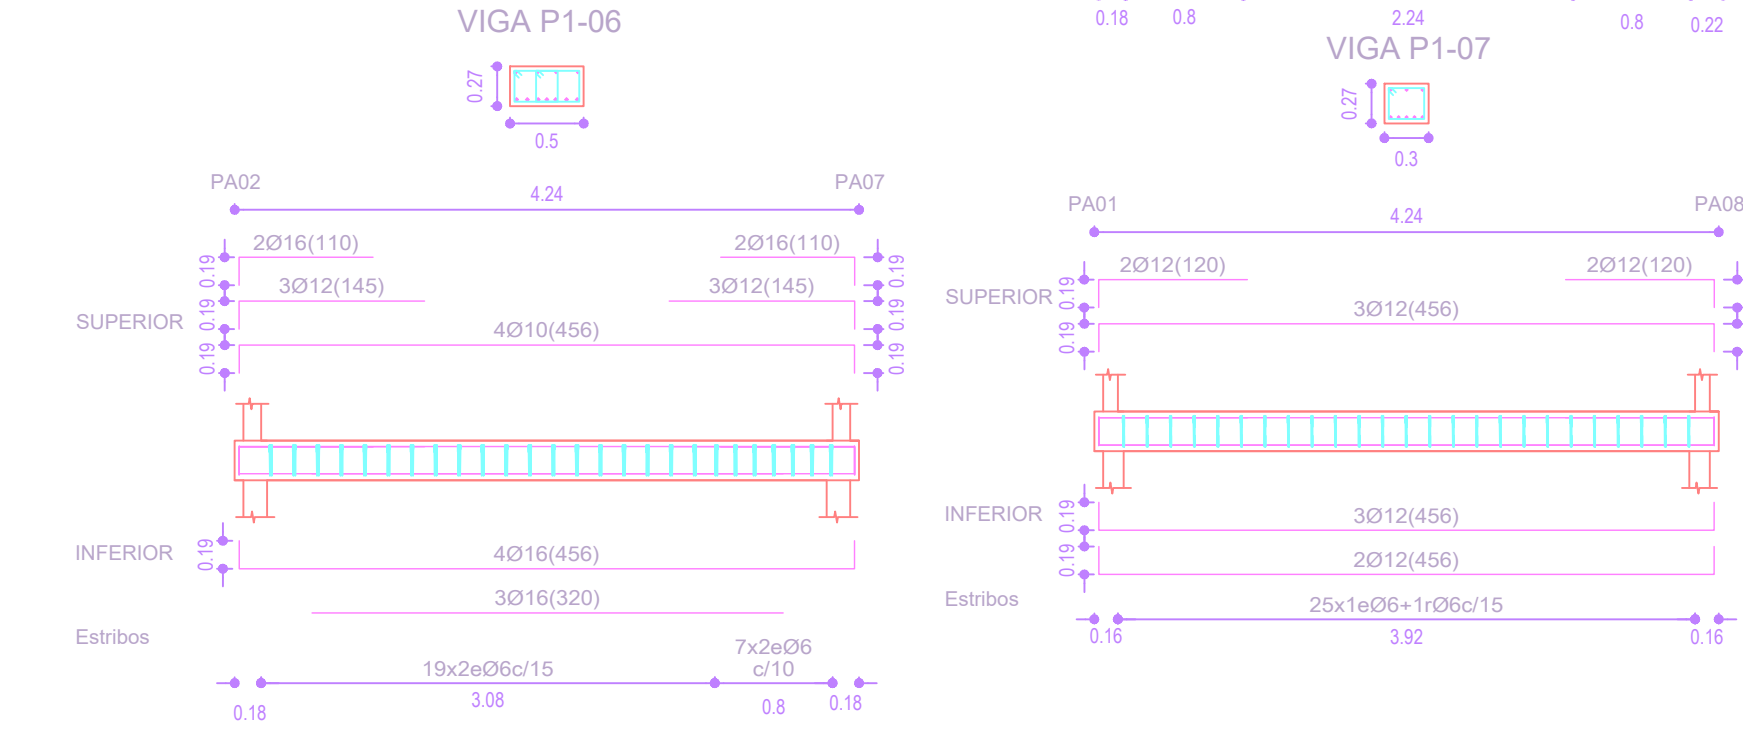 VIGA P1-06
0.27
0.5
PA02
4.24
PA07
2Ø16(110)
2Ø16(110)
0.19
0.19
3Ø12(145)
3Ø12(145)
0.19
0.19
SUPERIOR
4Ø10(456)
0.19
0.19
INFERIOR
0.19
4Ø16(456)
3Ø16(320)
Estribos
19x2eØ6c/15
7x2eØ6
c/10
0.18
3.08
0.8
0.18
0.18
0.8
2.24
0.8
0.22
VIGA P1-07
0.27
0.3
PA01
4.24
PA08
2Ø12(120)
2Ø12(120)
0.19
0.19
SUPERIOR
3Ø12(456)
0.19
0.19
INFERIOR
0.19
3Ø12(456)
0.19
2Ø12(456)
Estribos
25x1eØ6+1rØ6c/15
0.16
3.92
0.16